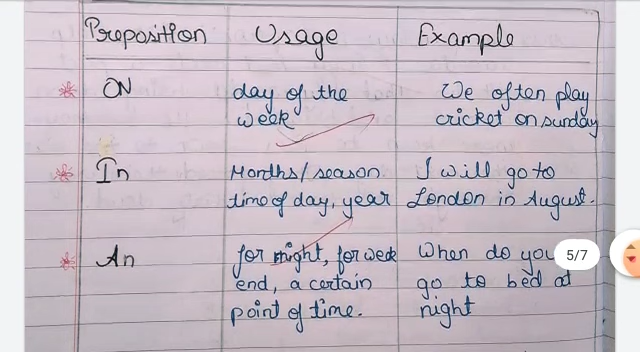 Preposition Usage Example
ON day of the We often play
week cricket on sunday
In Months/season I will go to
time of day, year London in August.
An for night, for week When do you
end, a certain go to bed at
point of time. night
5/7